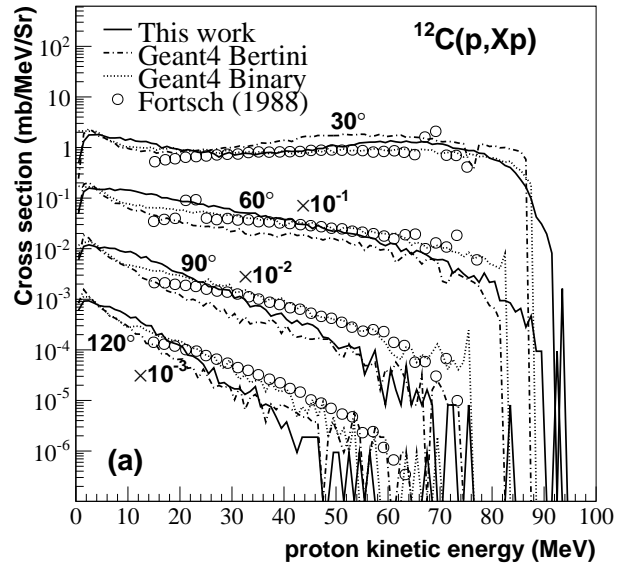 ¹²C(p,Xp)
This work
Geant4 Bertini
Geant4 Binary
Fortsch (1988)
30°
60° ×10⁻¹
90° ×10⁻²
120° ×10⁻³
(a)
Cross section (mb/MeV/Sr)
10²
10
1
10⁻¹
10⁻²
10⁻³
10⁻⁴
10⁻⁵
10⁻⁶
0 10 20 30 40 50 60 70 80 90 100
proton kinetic energy (MeV)